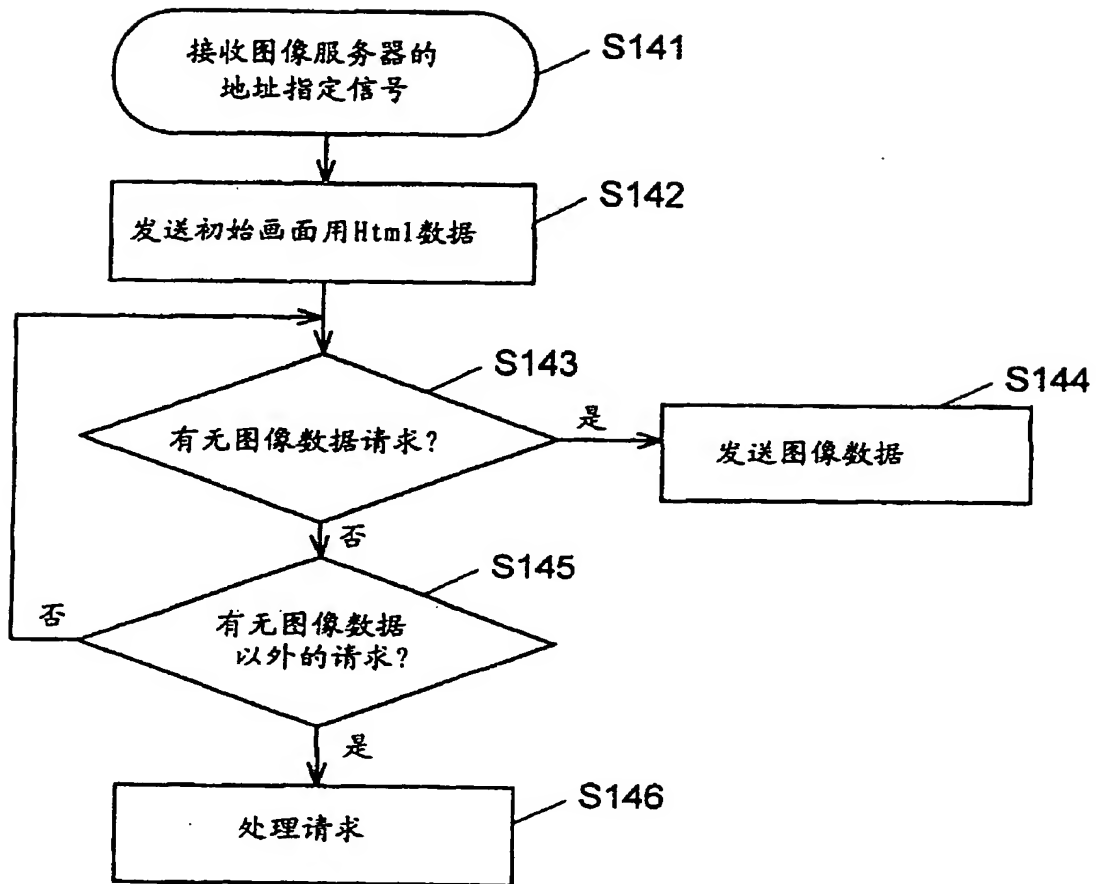 接收图像服务器的
地址指定信号
S141
发送初始画面用Html数据
S142
有无图像数据请求?
S143
是
发送图像数据
S144
否
有无图像数据
以外的请求?
S145
否
是
处理请求
S146